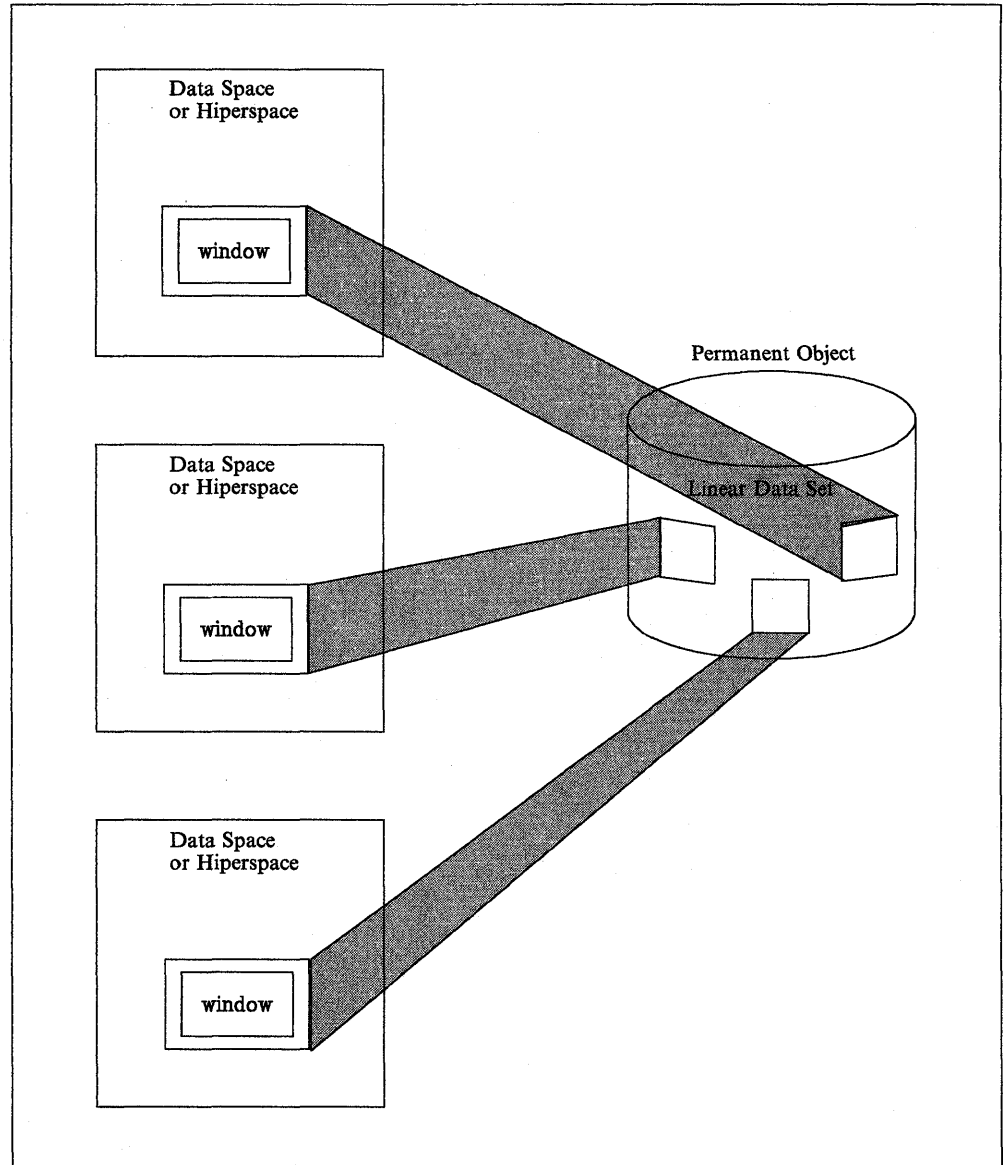 Data Space
or Hiperspace
window
Permanent Object
Linear Data Set
Data Space
or Hiperspace
window
Data Space
or Hiperspace
window